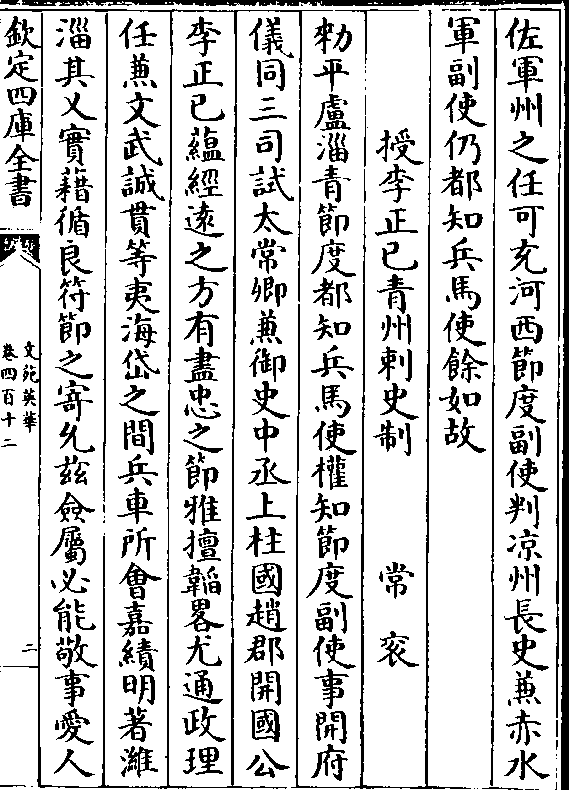 佐軍州之任可充河西節度副使判凉州長史兼赤水
軍副使仍都知兵馬使餘如故
授李正已青州刺史制 常衮
勅平盧淄青節度都知兵馬使權知節度副使事開府
儀同三司試太常卿兼御史中丞上柱國趙郡開國公
李正已蘊經逺之方有盡忠之節雅擅韜畧尤通政理
任兼文武誠貫等夷海岱之間兵車所會嘉績明著濰
淄其乂實藉循良符節之寄允兹僉屬必能敬事愛人
欽定四庫全書
文苑英華
卷四百十二
二